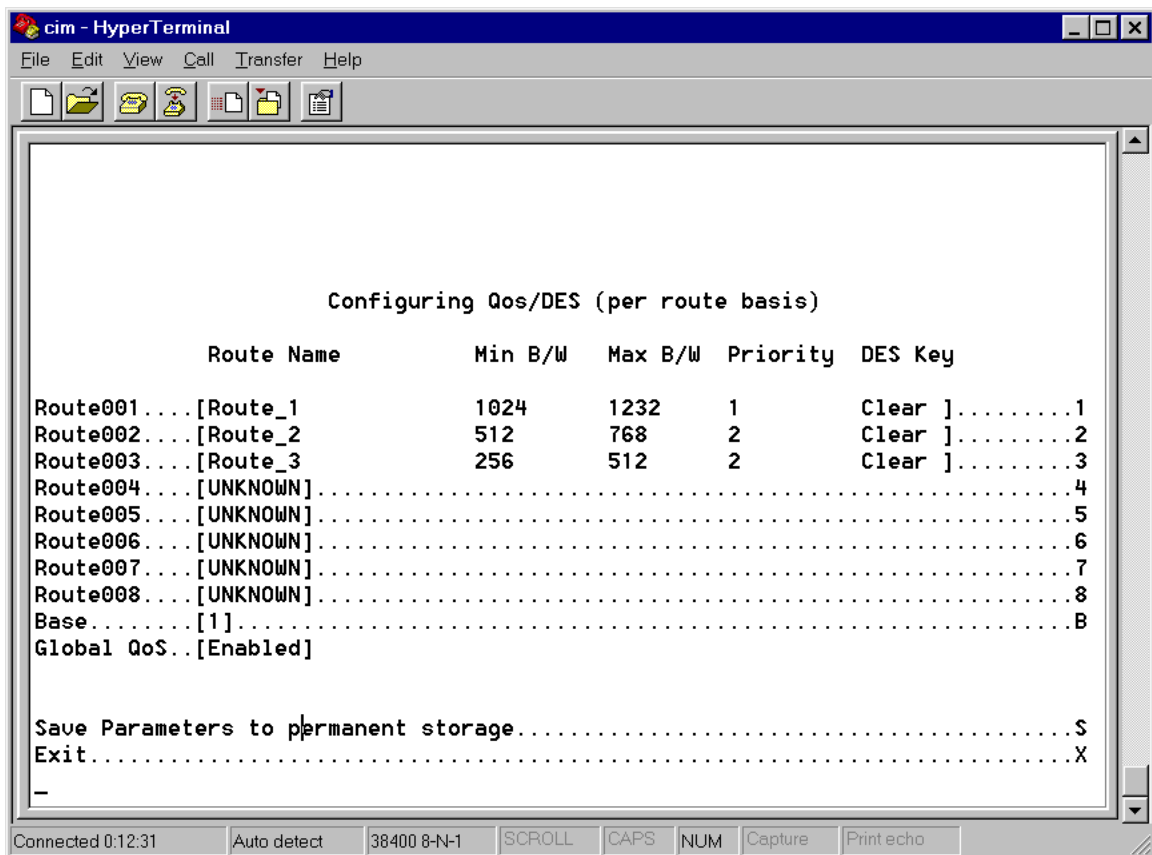 cim - HyperTerminal
File Edit View Call Transfer Help
Configuring Qos/DES (per route basis)
Route Name Min B/W Max B/W Priority DES Key
Route001....[Route_1 1024 1232 1 Clear ].........1
Route002....[Route_2 512 768 2 Clear ].........2
Route003....[Route_3 256 512 2 Clear ].........3
Route004....[UNKNOWN].........................................................4
Route005....[UNKNOWN].........................................................5
Route006....[UNKNOWN].........................................................6
Route007....[UNKNOWN].........................................................7
Route008....[UNKNOWN].........................................................8
Base........[1]...............................................................B
Global QoS..[Enabled]
Save Parameters to permanent storage..........................................S
Exit..........................................................................X
_
Connected 0:12:31 Auto detect 38400 8-N-1 SCROLL CAPS NUM Capture Print echo